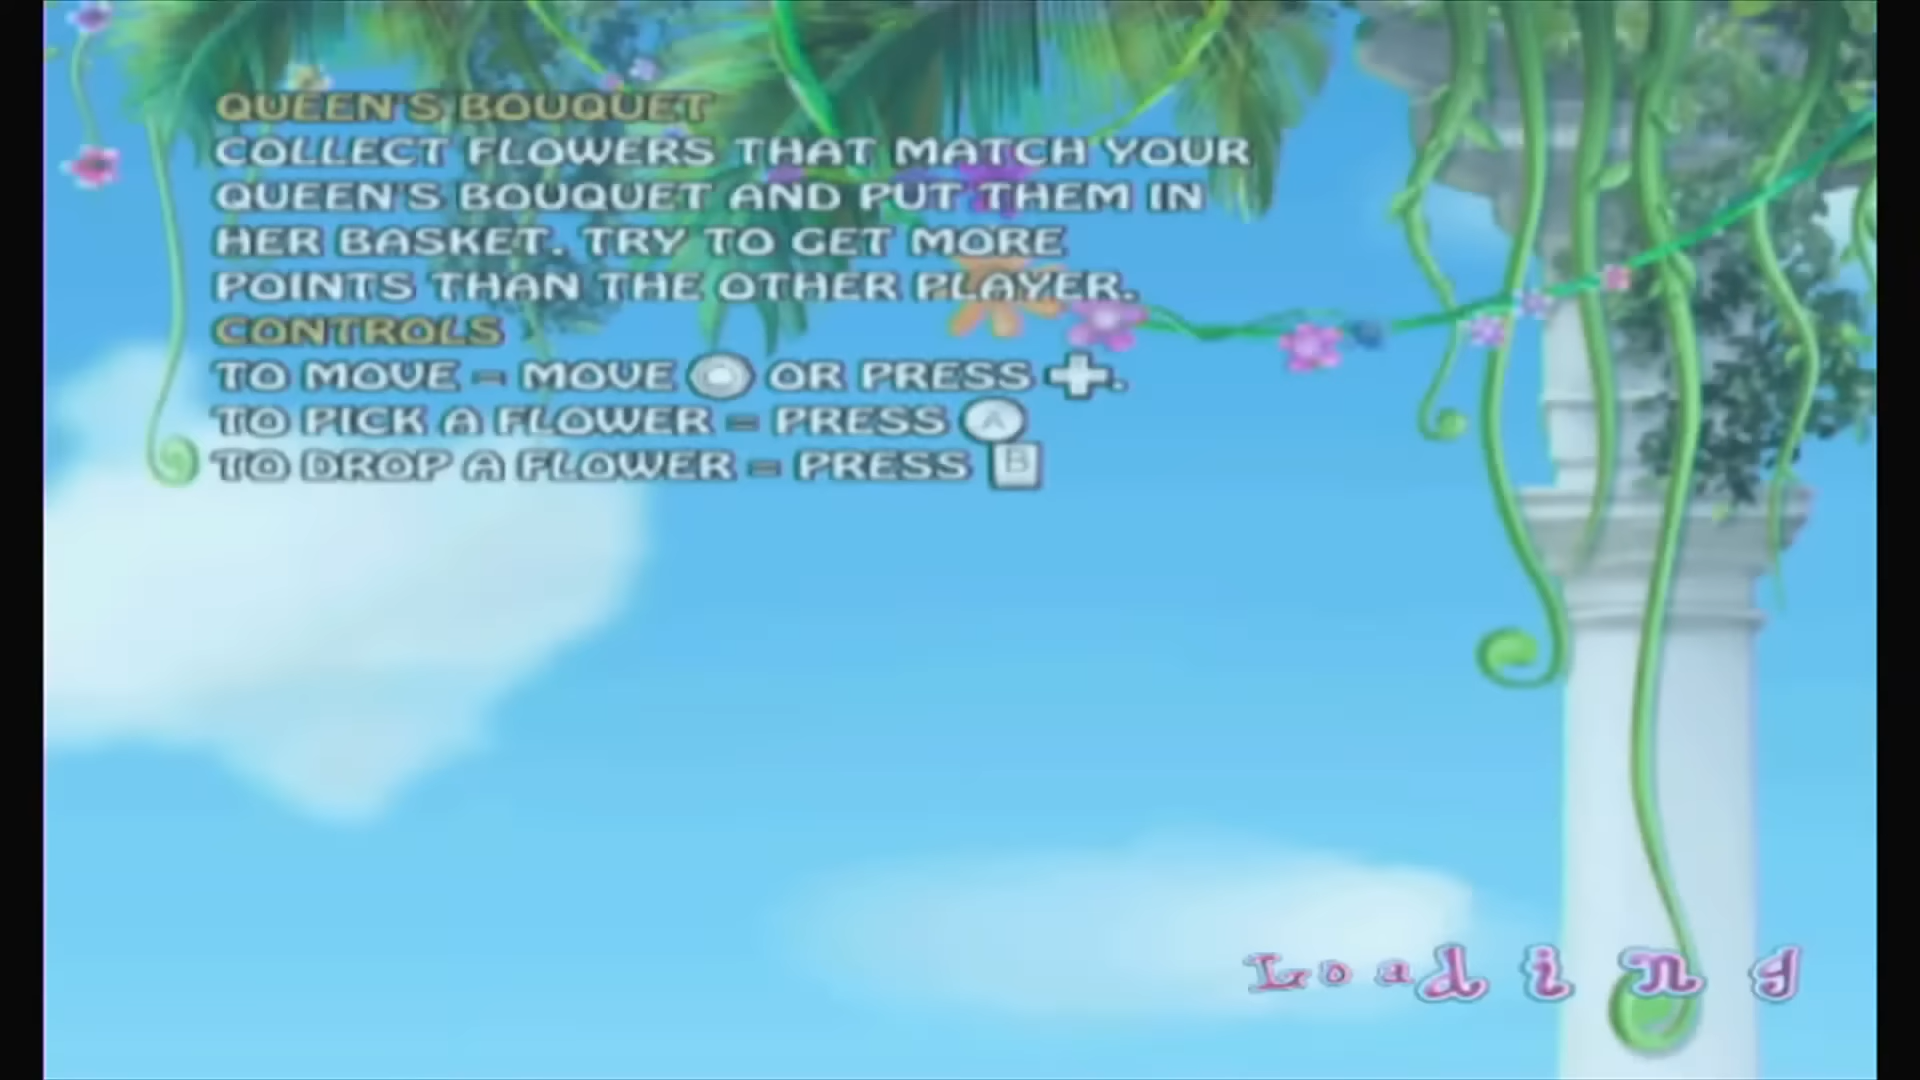 QUEEN'S BOUQUET
COLLECT FLOWERS THAT MATCH YOUR
QUEEN'S BOUQUET AND PUT THEM IN
HER BASKET. TRY TO GET MORE
POINTS THAN THE OTHER PLAYER.
CONTROLS
TO MOVE - MOVE OR PRESS .
TO PICK A FLOWER - PRESS A
TO DROP A FLOWER - PRESS B
Loading